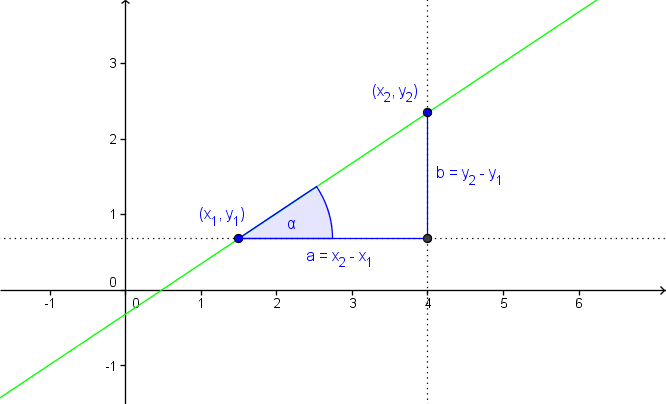 3
(x₂, y₂)
2
b = y₂ - y₁
1
(x₁, y₁)
α
a = x₂ - x₁
0
-1 0 1 2 3 4 5 6
-1